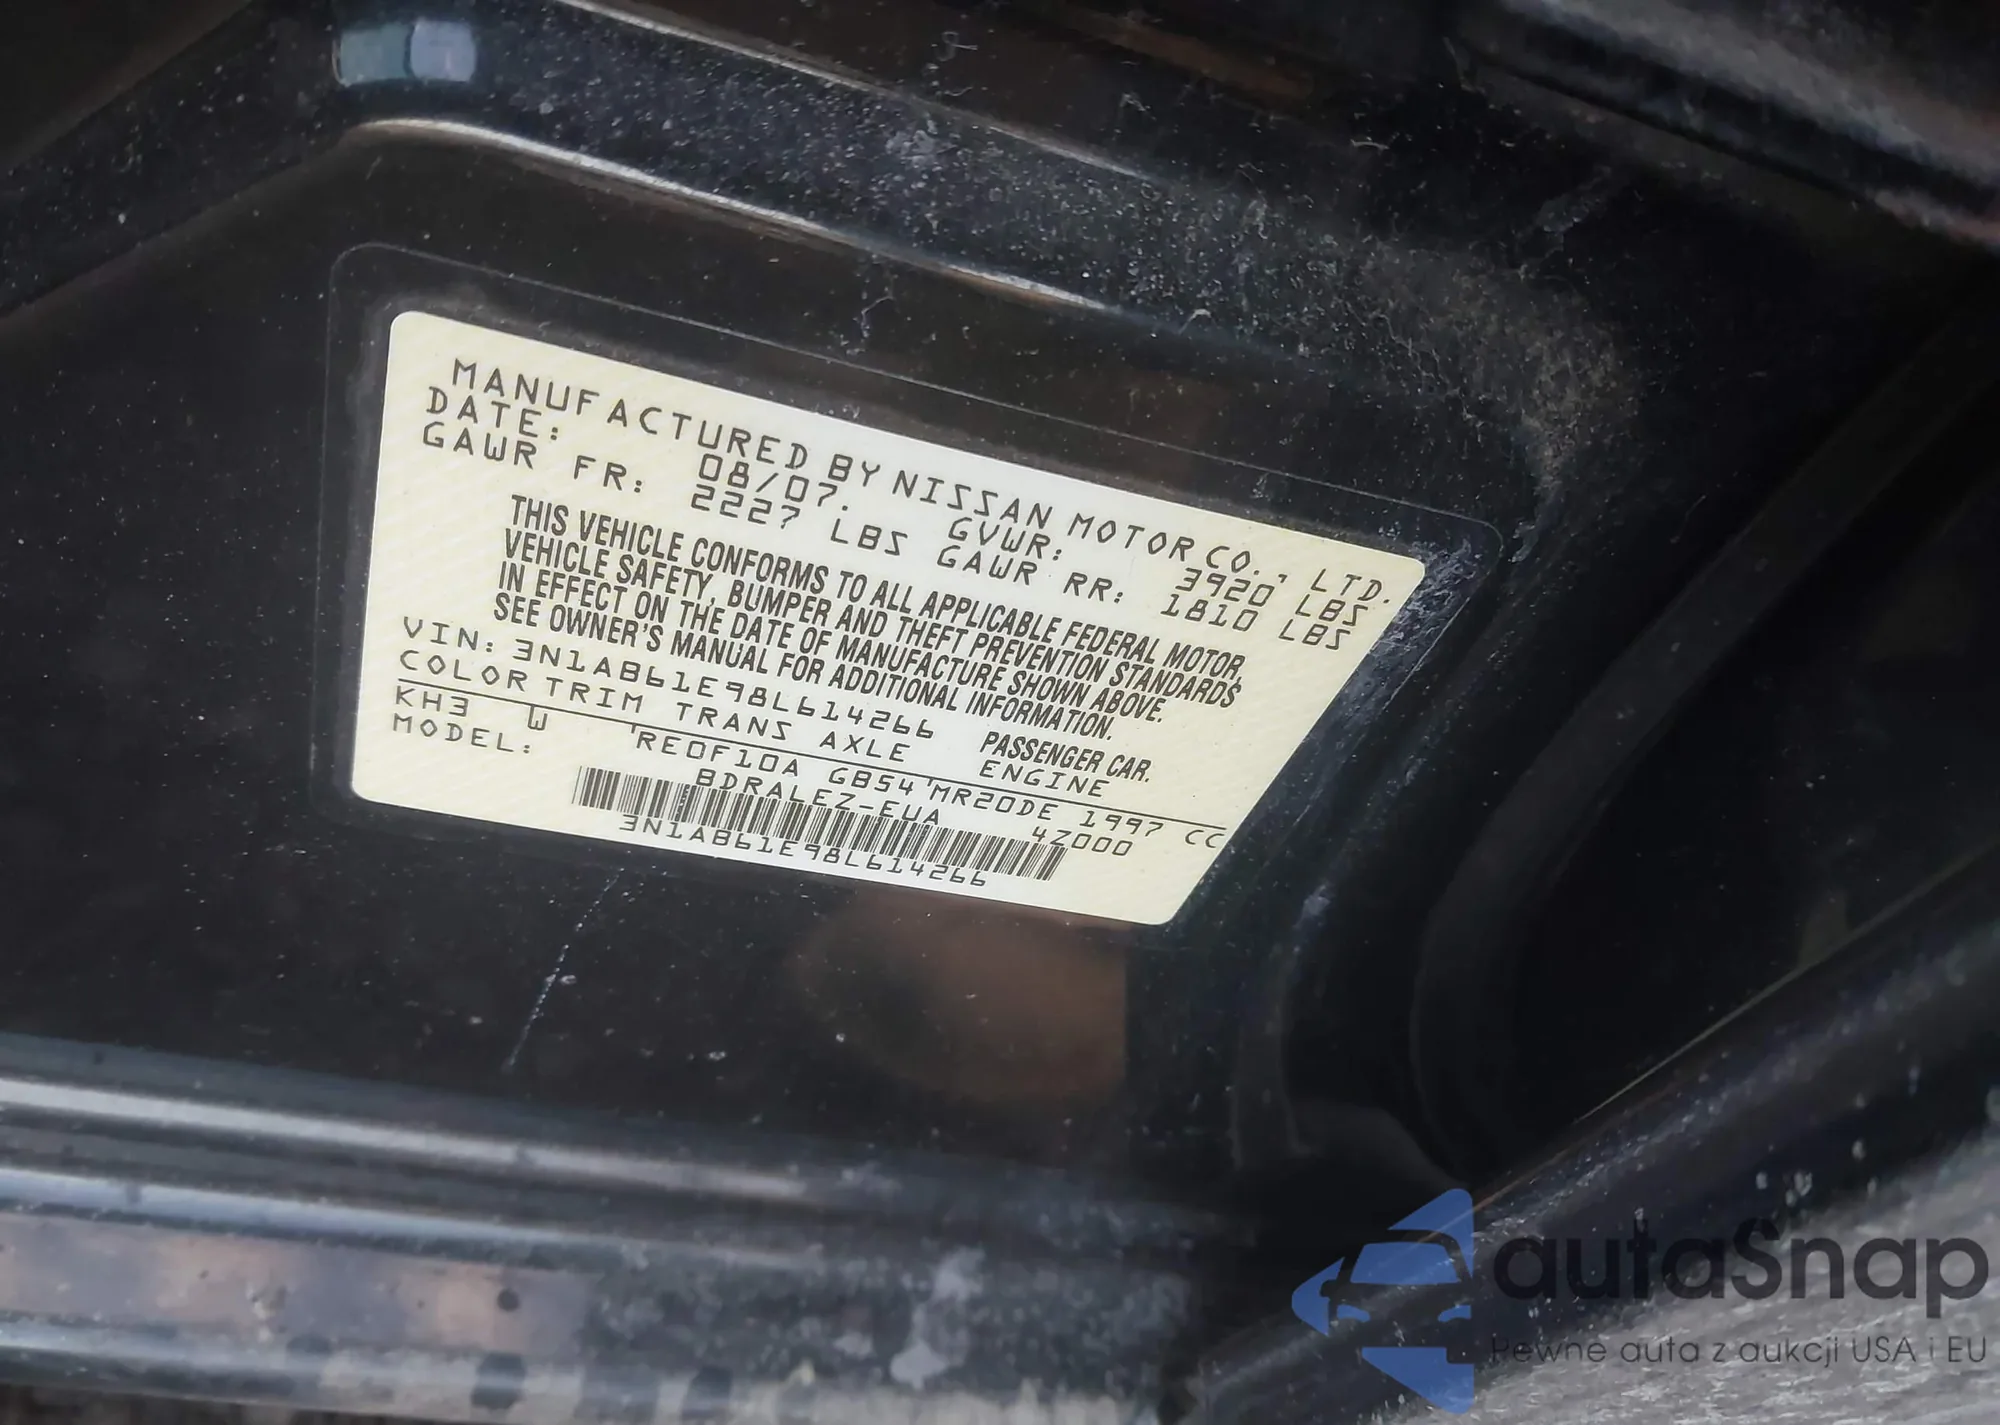 MANUFACTURED BY NISSAN MOTOR CO., LTD.
DATE: 08/07. GVWR: 3920 LBS
GAWR FR: 2227 LBS GAWR RR: 1810 LBS
THIS VEHICLE CONFORMS TO ALL APPLICABLE FEDERAL MOTOR
VEHICLE SAFETY, BUMPER AND THEFT PREVENTION STANDARDS
IN EFFECT ON THE DATE OF MANUFACTURE SHOWN ABOVE.
SEE OWNER'S MANUAL FOR ADDITIONAL INFORMATION.
VIN: 3N1AB61E98L614266 PASSENGER CAR.
COLOR TRIM TRANS AXLE ENGINE
KH3 W RE0F10A GB54 MR20DE 1997 CC
MODEL: BDRALEZ-EUA 4Z000
3N1AB61E98L614266
autaSnap
Pewne auta z aukcji USA i EU